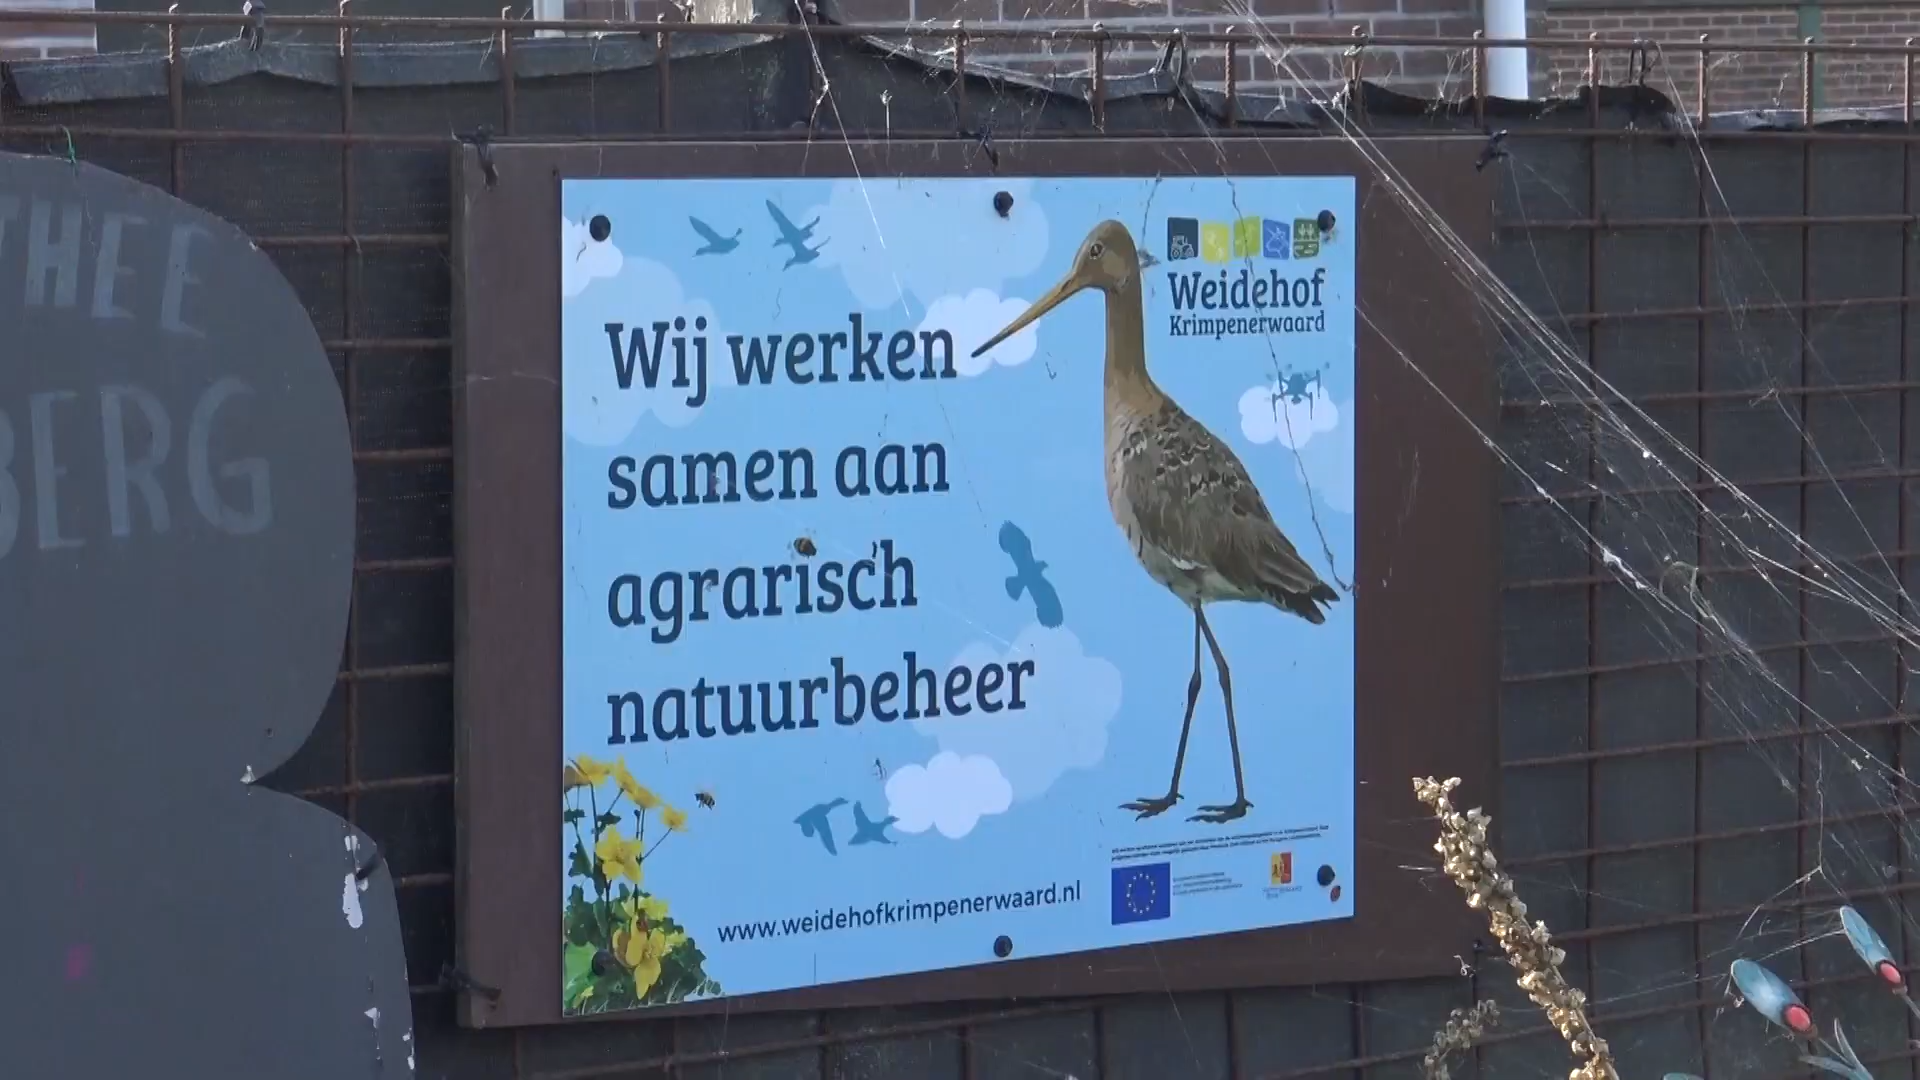 THEE
BERG
Wij werken
samen aan
agrarisch
natuurbeheer
Weidehof
Krimpenerwaard
www.weidehofkrimpenerwaard.nl